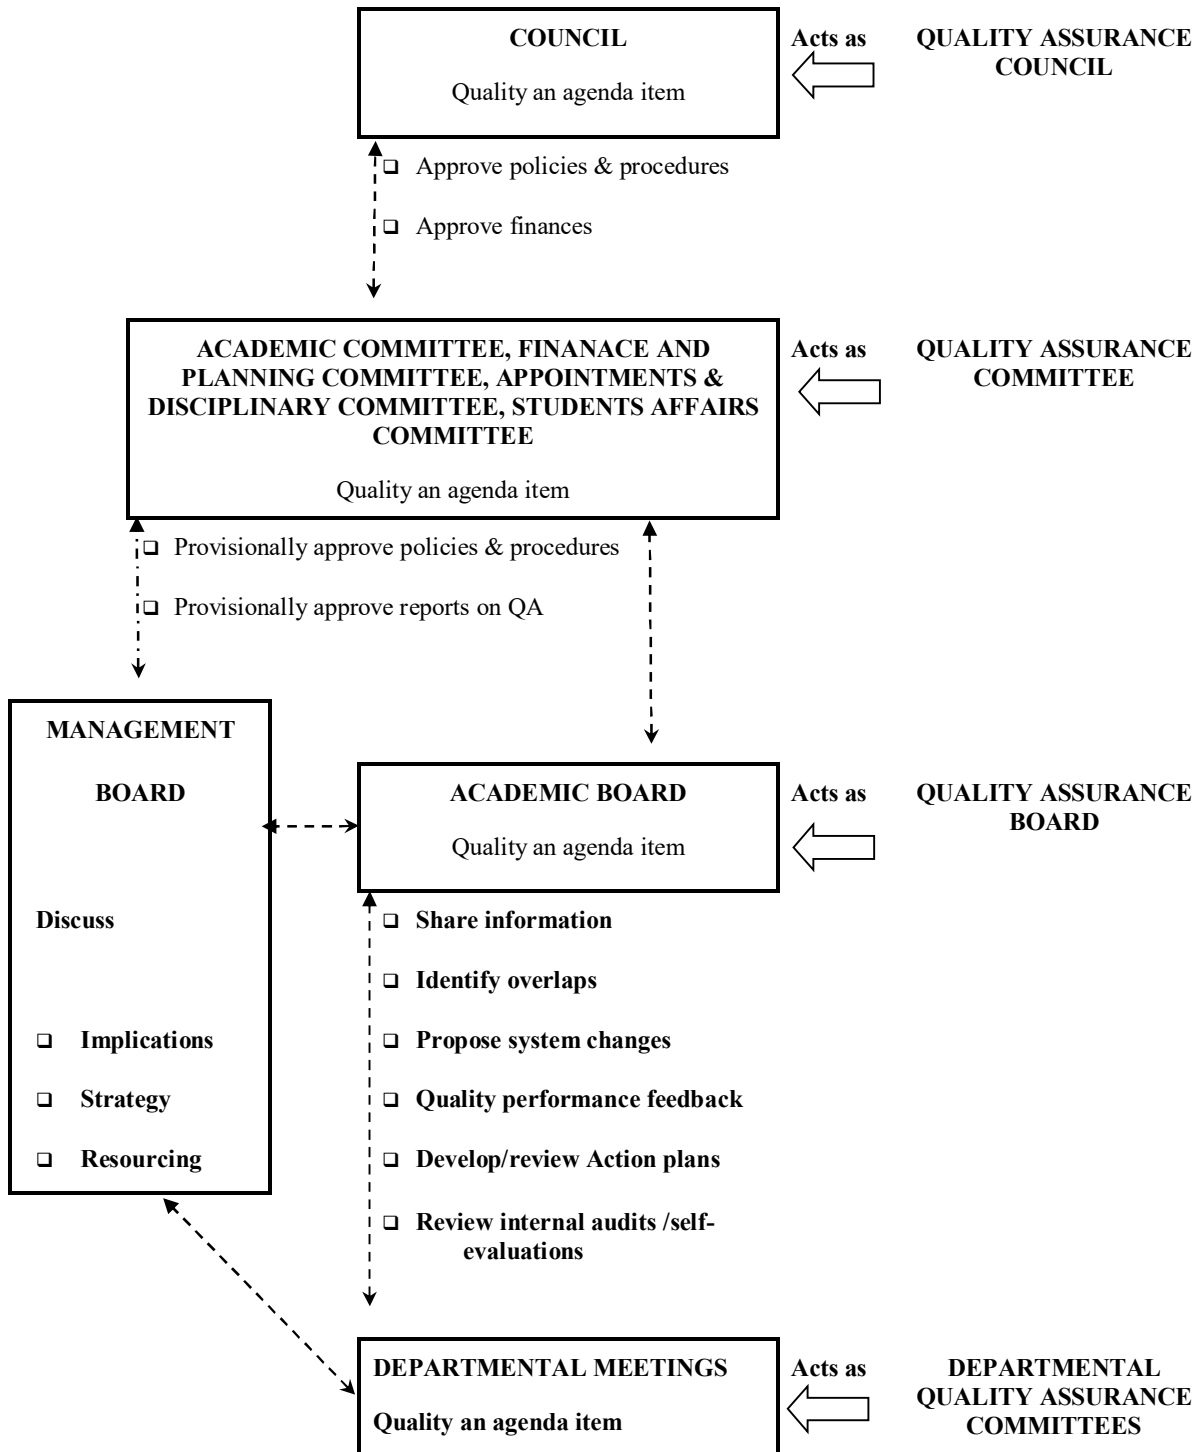 COUNCIL
Quality an agenda item
Acts as
QUALITY ASSURANCE
COUNCIL
❑ Approve policies & procedures
❑ Approve finances
ACADEMIC COMMITTEE, FINANACE AND
PLANNING COMMITTEE, APPOINTMENTS &
DISCIPLINARY COMMITTEE, STUDENTS AFFAIRS
COMMITTEE
Quality an agenda item
Acts as
QUALITY ASSURANCE
COMMITTEE
❑ Provisionally approve policies & procedures
❑ Provisionally approve reports on QA
MANAGEMENT
BOARD
Discuss
❑ Implications
❑ Strategy
❑ Resourcing
ACADEMIC BOARD
Quality an agenda item
Acts as
QUALITY ASSURANCE
BOARD
❑ Share information
❑ Identify overlaps
❑ Propose system changes
❑ Quality performance feedback
❑ Develop/review Action plans
❑ Review internal audits /self-
evaluations
DEPARTMENTAL MEETINGS
Quality an agenda item
Acts as
DEPARTMENTAL
QUALITY ASSURANCE
COMMITTEES